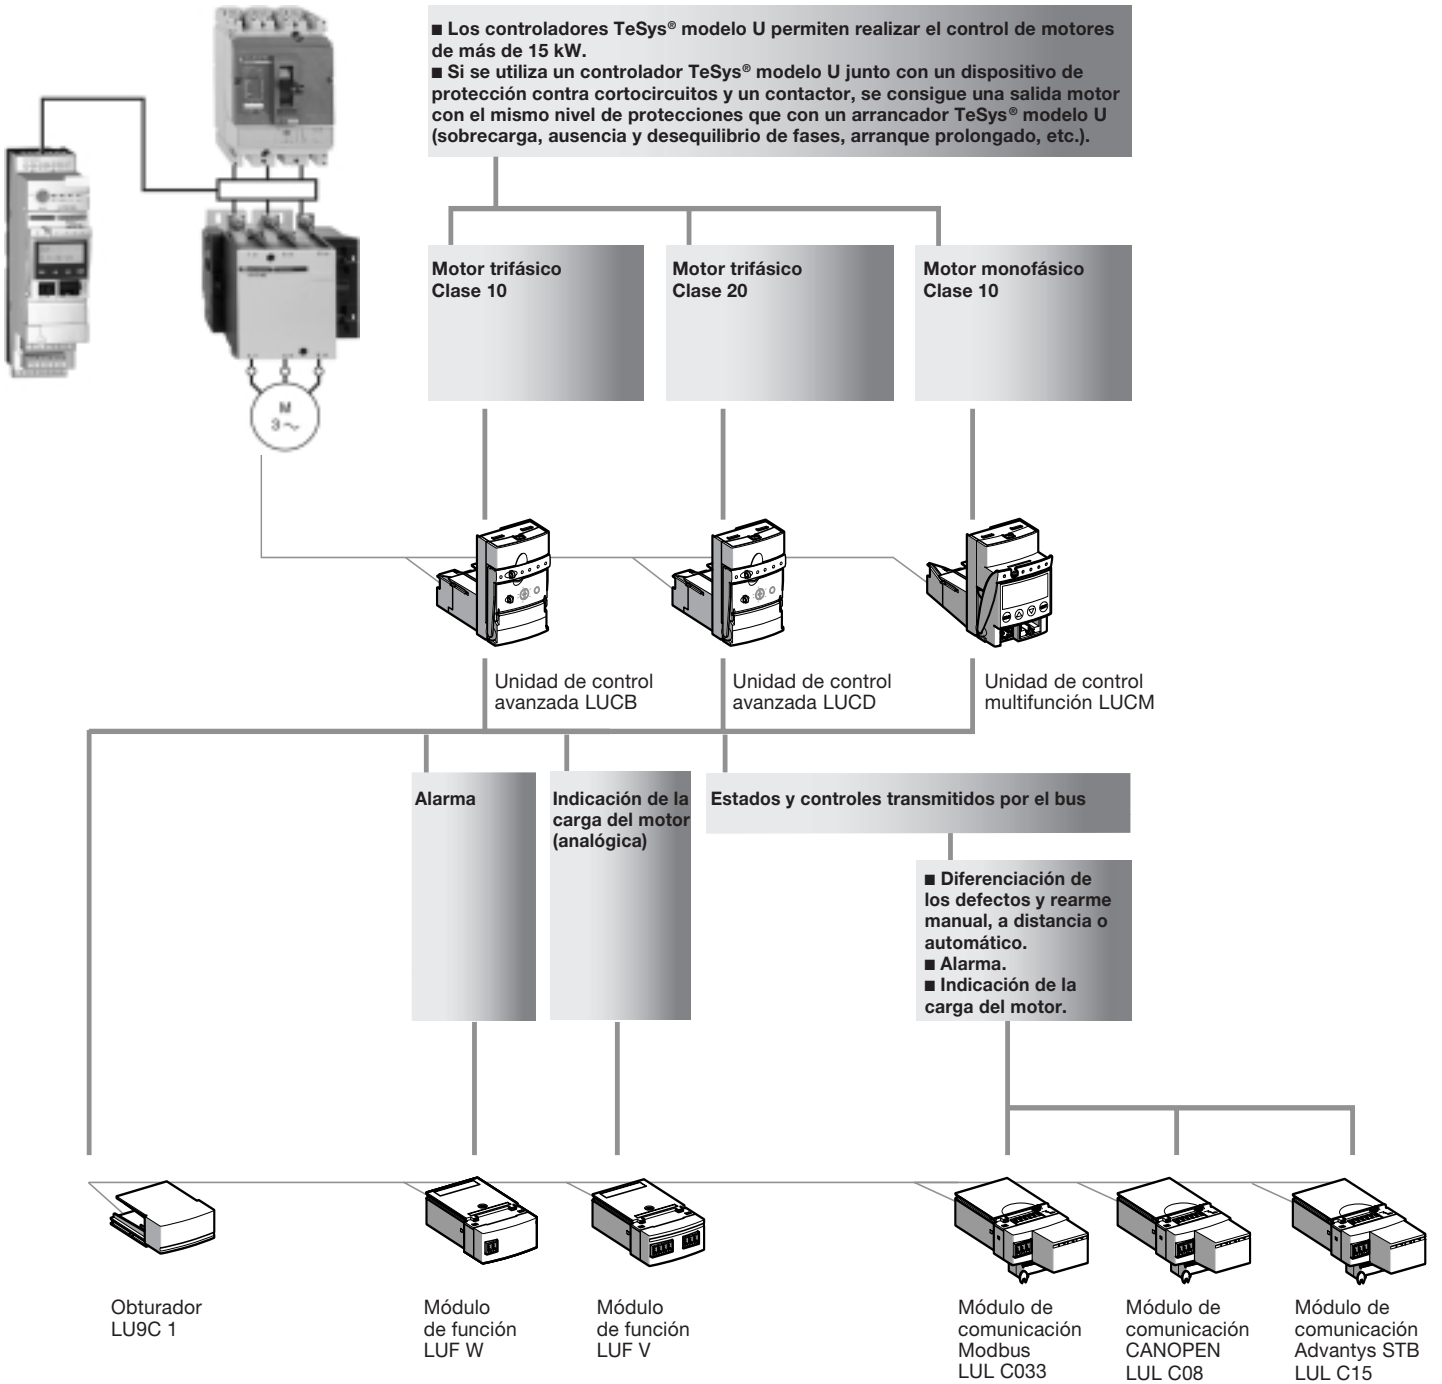 ■ Los controladores TeSys® modelo U permiten realizar el control de motores
de más de 15 kW.
■ Si se utiliza un controlador TeSys® modelo U junto con un dispositivo de
protección contra cortocircuitos y un contactor, se consigue una salida motor
con el mismo nivel de protecciones que con un arrancador TeSys® modelo U
(sobrecarga, ausencia y desequilibrio de fases, arranque prolongado, etc.).
Motor trifásico
Clase 10
Motor trifásico
Clase 20
Motor monofásico
Clase 10
M
3 ~
Unidad de control
avanzada LUCB
Unidad de control
avanzada LUCD
Unidad de control
multifunción LUCM
Alarma
Indicación de la
carga del motor
(analógica)
Estados y controles transmitidos por el bus
■ Diferenciación de
los defectos y rearme
manual, a distancia o
automático.
■ Alarma.
■ Indicación de la
carga del motor.
Obturador
LU9C 1
Módulo
de función
LUF W
Módulo
de función
LUF V
Módulo de
comunicación
Modbus
LUL C033
Módulo de
comunicación
CANOPEN
LUL C08
Módulo de
comunicación
Advantys STB
LUL C15